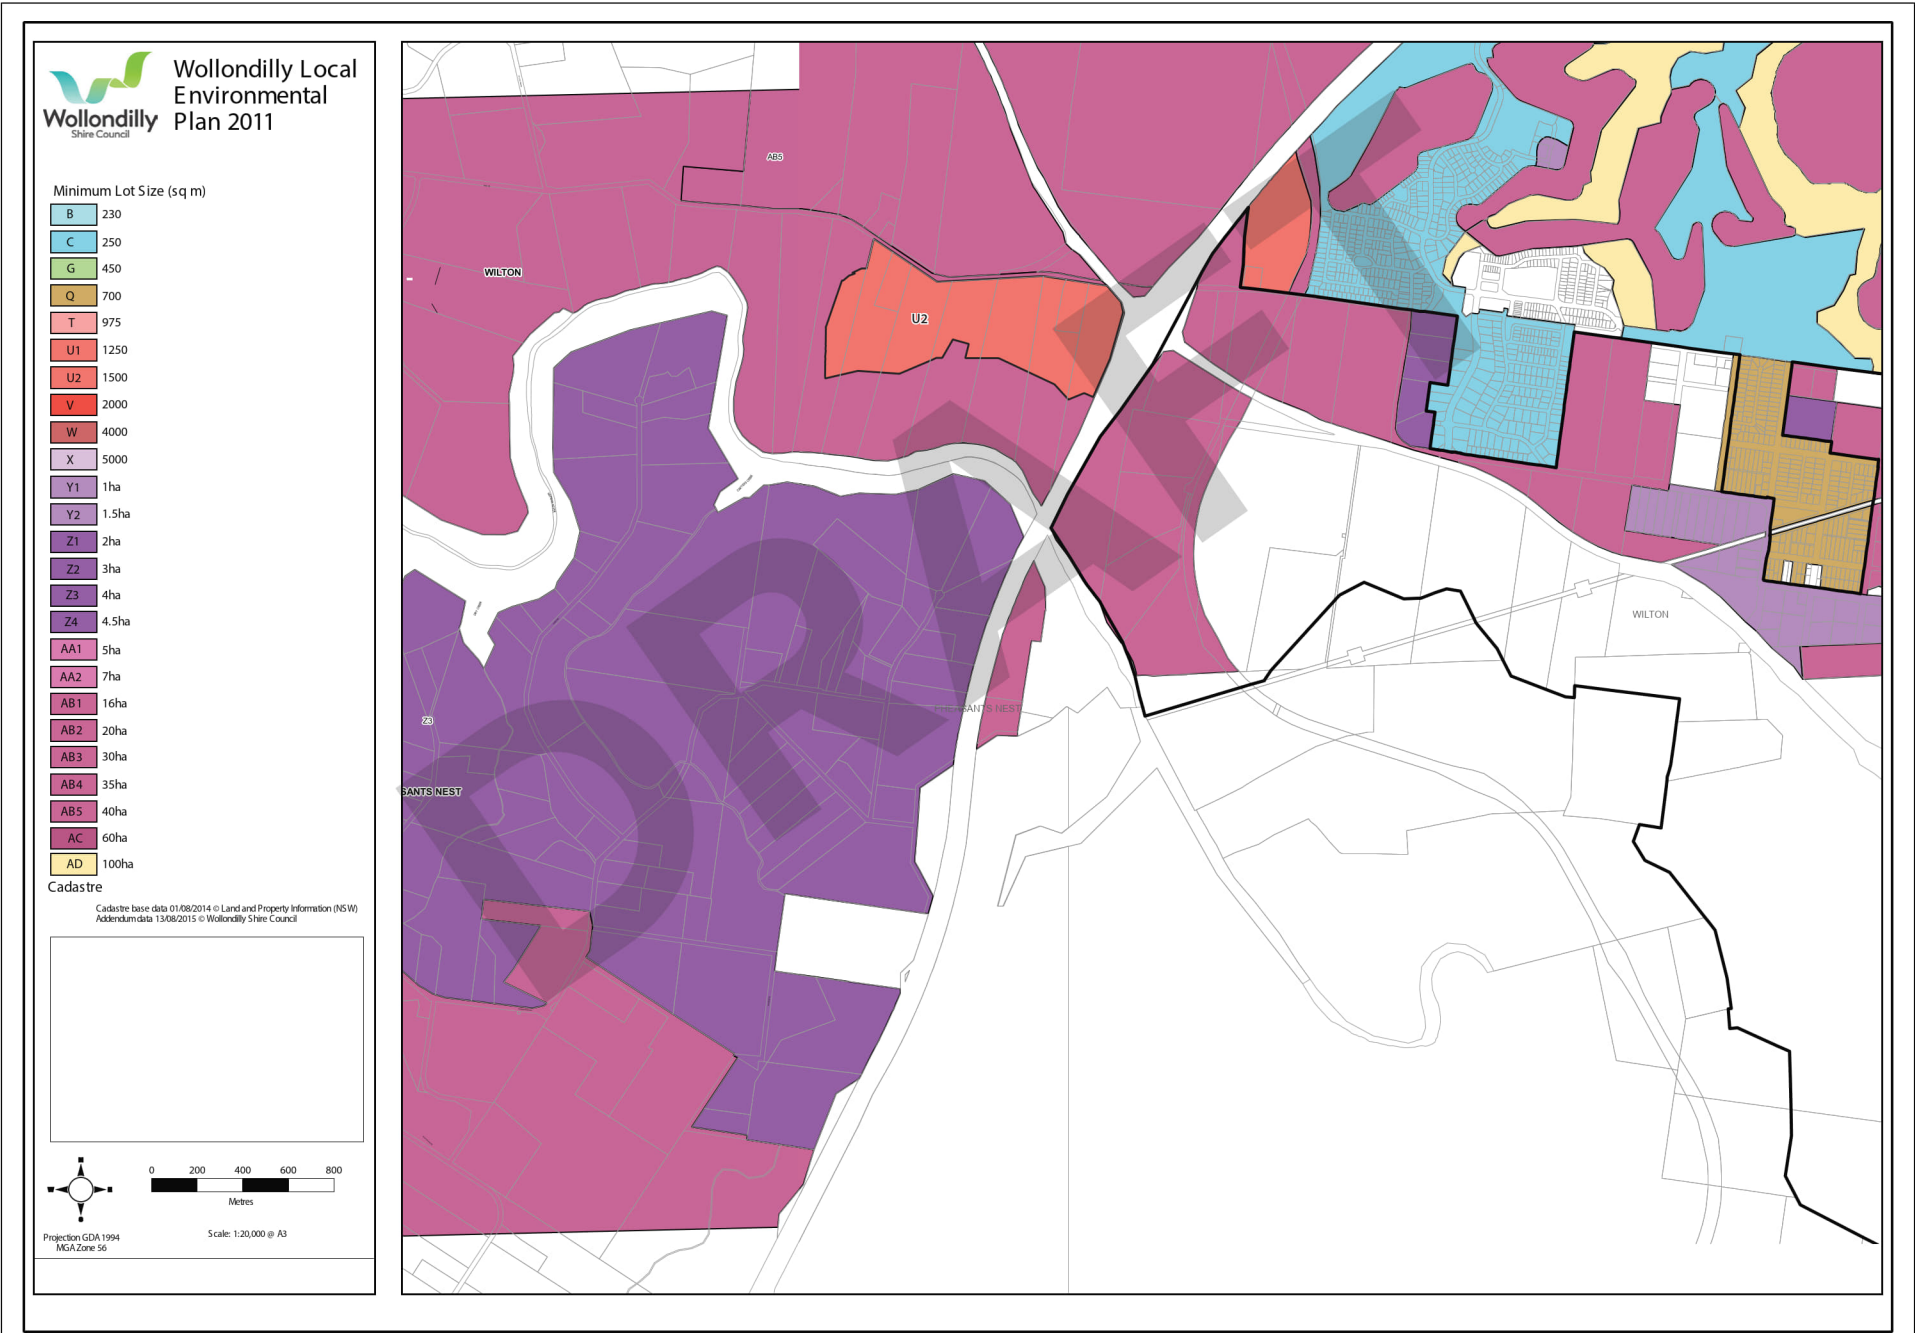 Wollondilly
Shire Council
Wollondilly Local
Environmental
Plan 2011
Minimum Lot Size (sq m)
B 230
C 250
G 450
Q 700
T 975
U1 1250
U2 1500
V 2000
W 4000
X 5000
Y1 1ha
Y2 1.5ha
Z1 2ha
Z2 3ha
Z3 4ha
Z4 4.5ha
AA1 5ha
AA2 7ha
AB1 16ha
AB2 20ha
AB3 30ha
AB4 35ha
AB5 40ha
AC 60ha
AD 100ha
Cadastre
Cadastre base data 01/08/2014 © Land and Property Information (NSW)
Addendum data 13/08/2015 © Wollondilly Shire Council
0 200 400 600 800
Metres
Projection GDA 1994
MGA Zone 56
Scale: 1:20,000 @ A3
AB5
WILTON
U2
WILTON
SANTS NEST
Z3
SANTS NEST
DRAFT